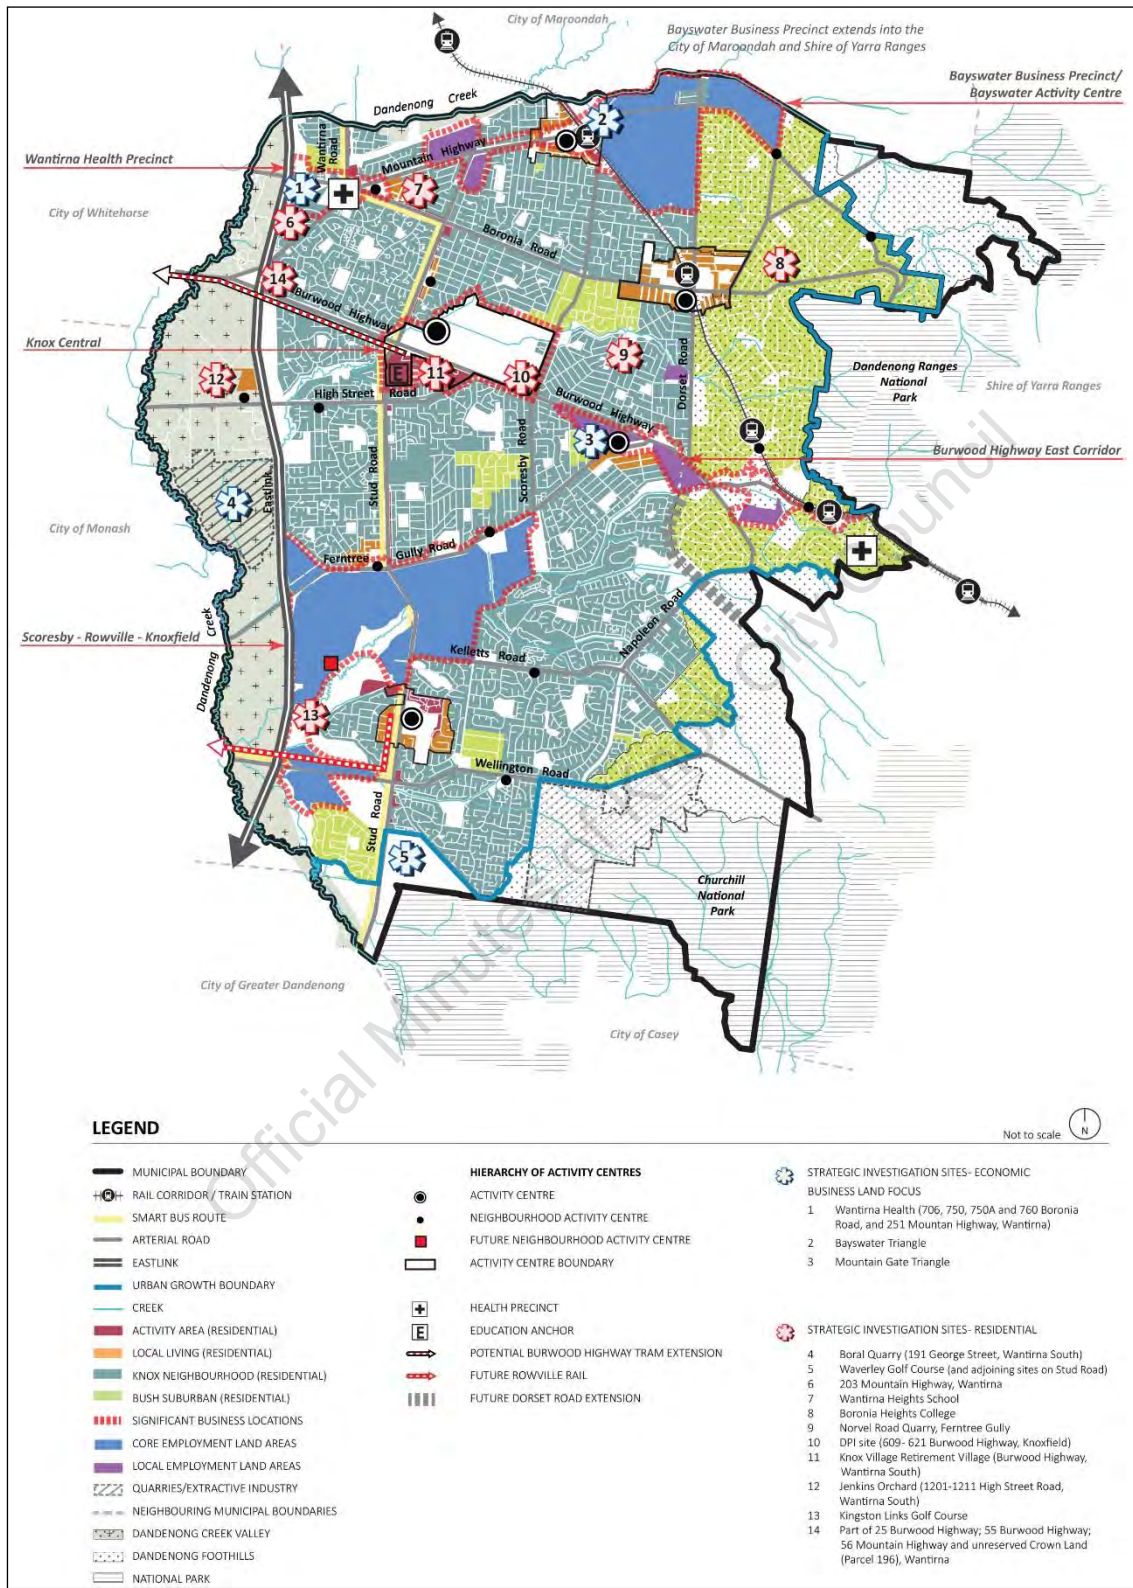 City of Maroondah
Bayswater Business Precinct extends into the
City of Maroondah and Shire of Yarra Ranges
Bayswater Business Precinct/
Bayswater Activity Centre
Dandenong Creek
Wantirna
Road
Mountain Highway
2
Wantirna Health Precinct
1
7
City of Whitehorse
6
Boronia Road
8
14
Burwood Highway
Knox Central
E
11
10
9
12
High Street Road
Dorset Road
Dandenong Ranges
National
Park
Shire of Yarra Ranges
Burwood Highway
3
Burwood Highway East Corridor
Scoresby Road
Stud Road
Eastlink
4
City of Monash
Ferntree Gully Road
Dandenong Creek
Scoresby - Rowville - Knoxfield
Napoleon Road
Kelletts Road
13
Wellington Road
Stud Road
5
Churchill
National
Park
City of Greater Dandenong
City of Casey
Official Minutes of Knox City Council
LEGEND
Not to scale
N
MUNICIPAL BOUNDARY
RAIL CORRIDOR / TRAIN STATION
SMART BUS ROUTE
ARTERIAL ROAD
EASTLINK
URBAN GROWTH BOUNDARY
CREEK
ACTIVITY AREA (RESIDENTIAL)
LOCAL LIVING (RESIDENTIAL)
KNOX NEIGHBOURHOOD (RESIDENTIAL)
BUSH SUBURBAN (RESIDENTIAL)
SIGNIFICANT BUSINESS LOCATIONS
CORE EMPLOYMENT LAND AREAS
LOCAL EMPLOYMENT LAND AREAS
QUARRIES/EXTRACTIVE INDUSTRY
NEIGHBOURING MUNICIPAL BOUNDARIES
DANDENONG CREEK VALLEY
DANDENONG FOOTHILLS
NATIONAL PARK
HIERARCHY OF ACTIVITY CENTRES
ACTIVITY CENTRE
NEIGHBOURHOOD ACTIVITY CENTRE
FUTURE NEIGHBOURHOOD ACTIVITY CENTRE
ACTIVITY CENTRE BOUNDARY
HEALTH PRECINCT
E EDUCATION ANCHOR
POTENTIAL BURWOOD HIGHWAY TRAM EXTENSION
FUTURE ROWVILLE RAIL
FUTURE DORSET ROAD EXTENSION
STRATEGIC INVESTIGATION SITES- ECONOMIC
BUSINESS LAND FOCUS
1 Wantirna Health (706, 750, 750A and 760 Boronia
Road, and 251 Mountan Highway, Wantirna)
2 Bayswater Triangle
3 Mountain Gate Triangle
STRATEGIC INVESTIGATION SITES- RESIDENTIAL
4 Boral Quarry (191 George Street, Wantirna South)
5 Waverley Golf Course (and adjoining sites on Stud Road)
6 203 Mountain Highway, Wantirna
7 Wantirna Heights School
8 Boronia Heights College
9 Norvel Road Quarry, Ferntree Gully
10 DPI site (609- 621 Burwood Highway, Knoxfield)
11 Knox Village Retirement Village (Burwood Highway,
Wantirna South)
12 Jenkins Orchard (1201-1211 High Street Road,
Wantirna South)
13 Kingston Links Golf Course
14 Part of 25 Burwood Highway; 55 Burwood Highway;
56 Mountain Highway and unreserved Crown Land
(Parcel 196), Wantirna